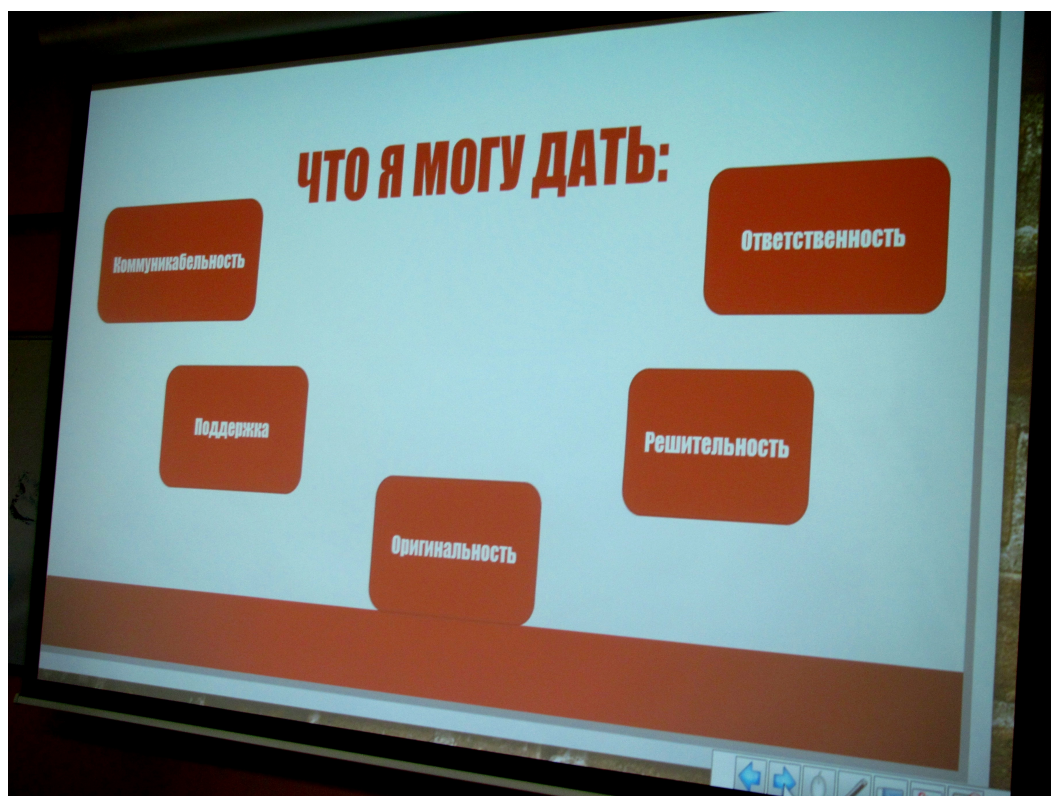 ЧТО Я МОГУ ДАТЬ:
Коммуникабельность
Ответственность
Поддержка
Решительность
Оригинальность